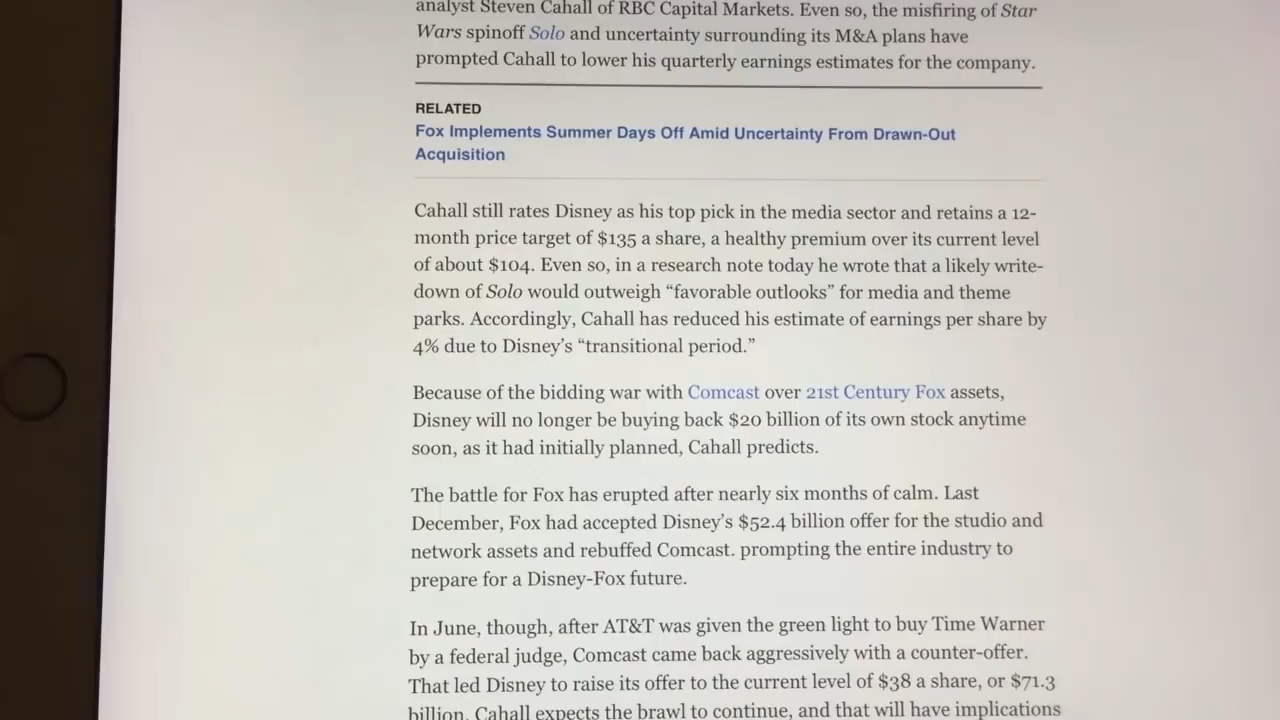 analyst Steven Cahall of RBC Capital Markets. Even so, the misfiring of Star
Wars spinoff Solo and uncertainty surrounding its M&A plans have
prompted Cahall to lower his quarterly earnings estimates for the company.
RELATED
Fox Implements Summer Days Off Amid Uncertainty From Drawn-Out
Acquisition
Cahall still rates Disney as his top pick in the media sector and retains a 12-
month price target of $135 a share, a healthy premium over its current level
of about $104. Even so, in a research note today he wrote that a likely write-
down of Solo would outweigh “favorable outlooks” for media and theme
parks. Accordingly, Cahall has reduced his estimate of earnings per share by
4% due to Disney’s “transitional period.”
Because of the bidding war with Comcast over 21st Century Fox assets,
Disney will no longer be buying back $20 billion of its own stock anytime
soon, as it had initially planned, Cahall predicts.
The battle for Fox has erupted after nearly six months of calm. Last
December, Fox had accepted Disney’s $52.4 billion offer for the studio and
network assets and rebuffed Comcast. prompting the entire industry to
prepare for a Disney-Fox future.
In June, though, after AT&T was given the green light to buy Time Warner
by a federal judge, Comcast came back aggressively with a counter-offer.
That led Disney to raise its offer to the current level of $38 a share, or $71.3
billion. Cahall expects the brawl to continue, and that will have implications